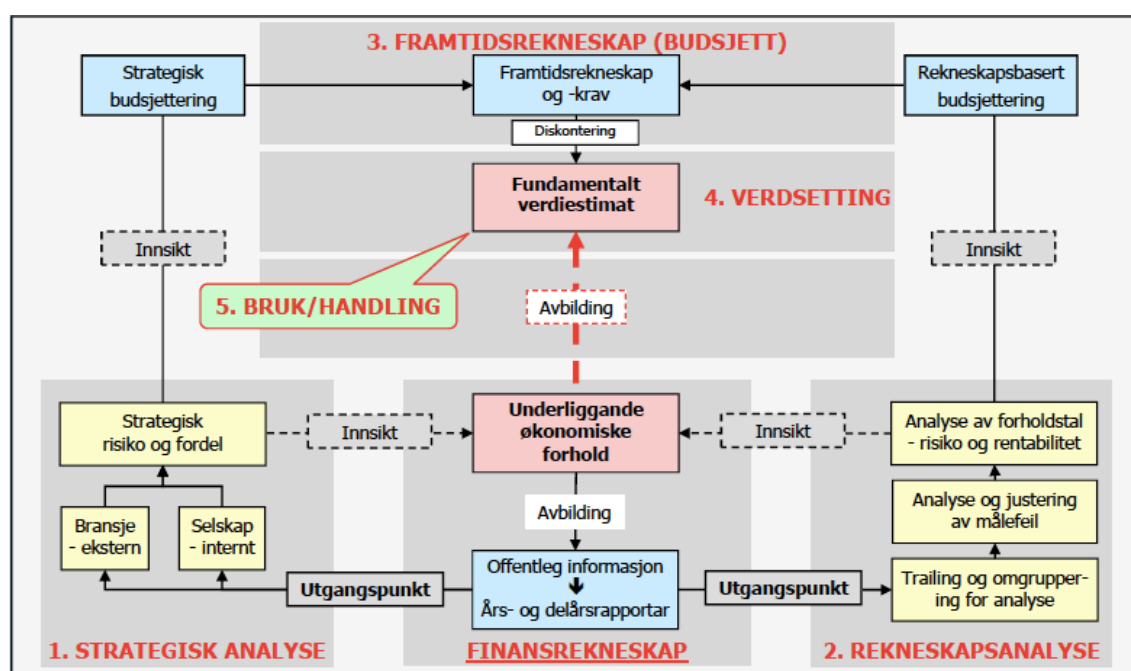 3. FRAMTIDSREKNESKAP (BUDSJETT)
Strategisk
budsjettering
Framtidsrekneskap
og -krav
Rekneskapsbasert
budsjettering
Diskontering
Fundamentalt
verdiestimat
4. VERDSETTING
Innsikt
Innsikt
5. BRUK/HANDLING
Avbilding
Strategisk
risiko og fordel
Innsikt
Underliggande
økonomiske
forhold
Innsikt
Analyse av forholdstal
- risiko og rentabilitet
Bransje
- ekstern
Selskap
- internt
Avbilding
Analyse og justering
av målefeil
Utgangspunkt
Offentleg informasjon
Års- og delårsrapportar
Utgangspunkt
Trailing og omgrupper-
ing for analyse
1. STRATEGISK ANALYSE
FINANSREKNESKAP
2. REKNESKAPSANALYSE